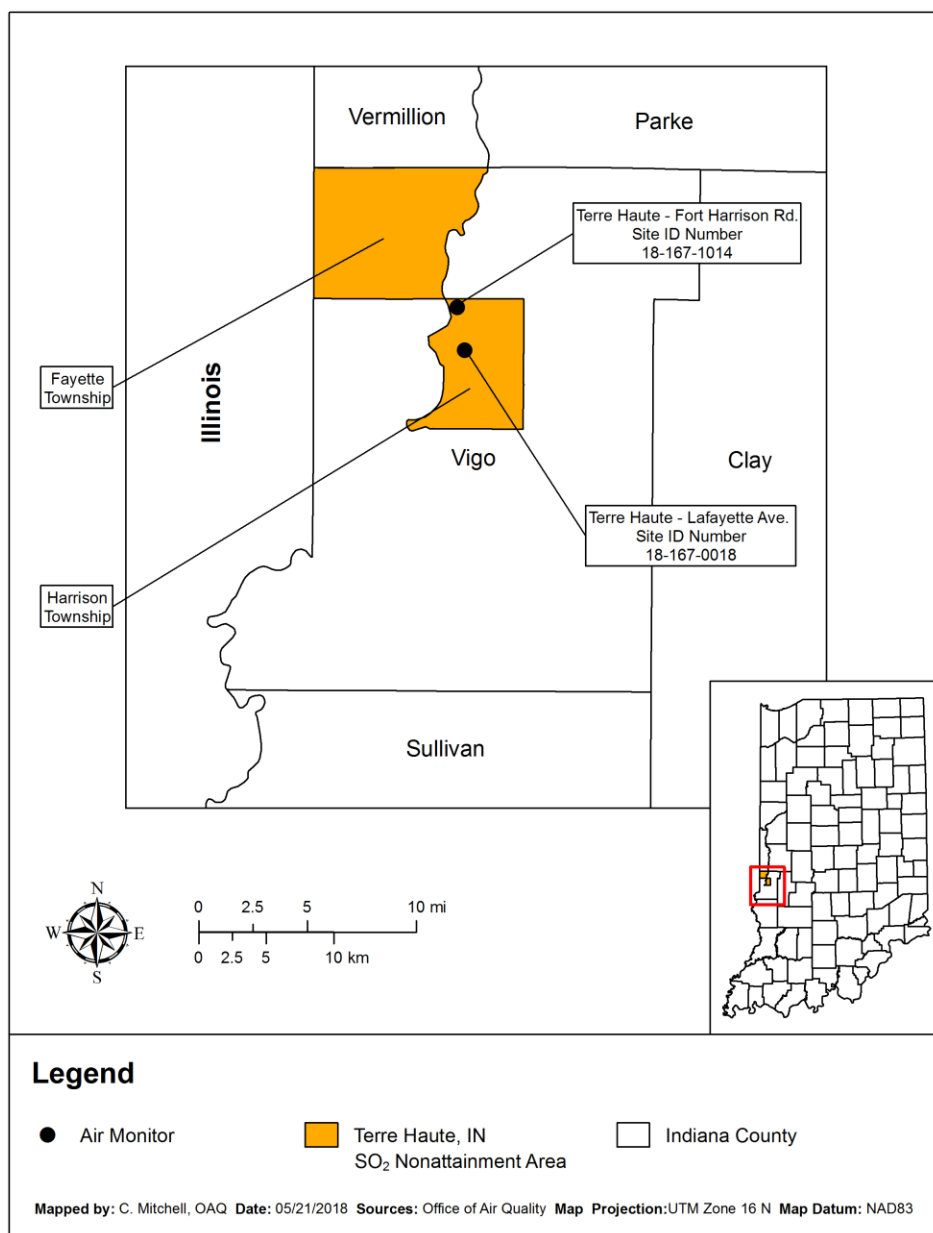 Vermillion
Parke
Terre Haute - Fort Harrison Rd.
Site ID Number
18-167-1014
Fayette
Township
Illinois
Vigo
Clay
Terre Haute - Lafayette Ave.
Site ID Number
18-167-0018
Harrison
Township
Sullivan
N
W
E
S
0 2.5 5 10 mi
0 2.5 5 10 km
Legend
Air Monitor
Terre Haute, IN
SO₂ Nonattainment Area
Indiana County
Mapped by: C. Mitchell, OAQ Date: 05/21/2018 Sources: Office of Air Quality Map Projection:UTM Zone 16 N Map Datum: NAD83